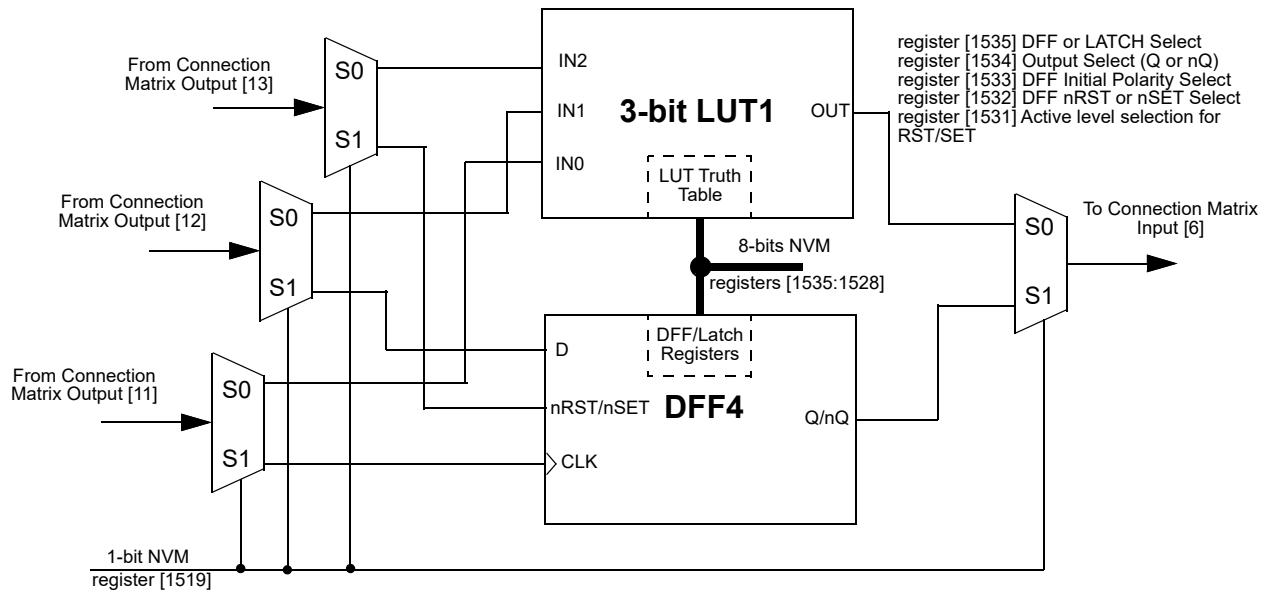 From Connection
Matrix Output [13]
S0
S1
IN2
IN1
IN0
3-bit LUT1
OUT
LUT Truth
Table
register [1535] DFF or LATCH Select
register [1534] Output Select (Q or nQ)
register [1533] DFF Initial Polarity Select
register [1532] DFF nRST or nSET Select
register [1531] Active level selection for
RST/SET
From Connection
Matrix Output [12]
S0
S1
8-bits NVM
registers [1535:1528]
S0
S1
To Connection Matrix
Input [6]
From Connection
Matrix Output [11]
S0
S1
D
nRST/nSET
CLK
DFF/Latch
Registers
DFF4
Q/nQ
1-bit NVM
register [1519]